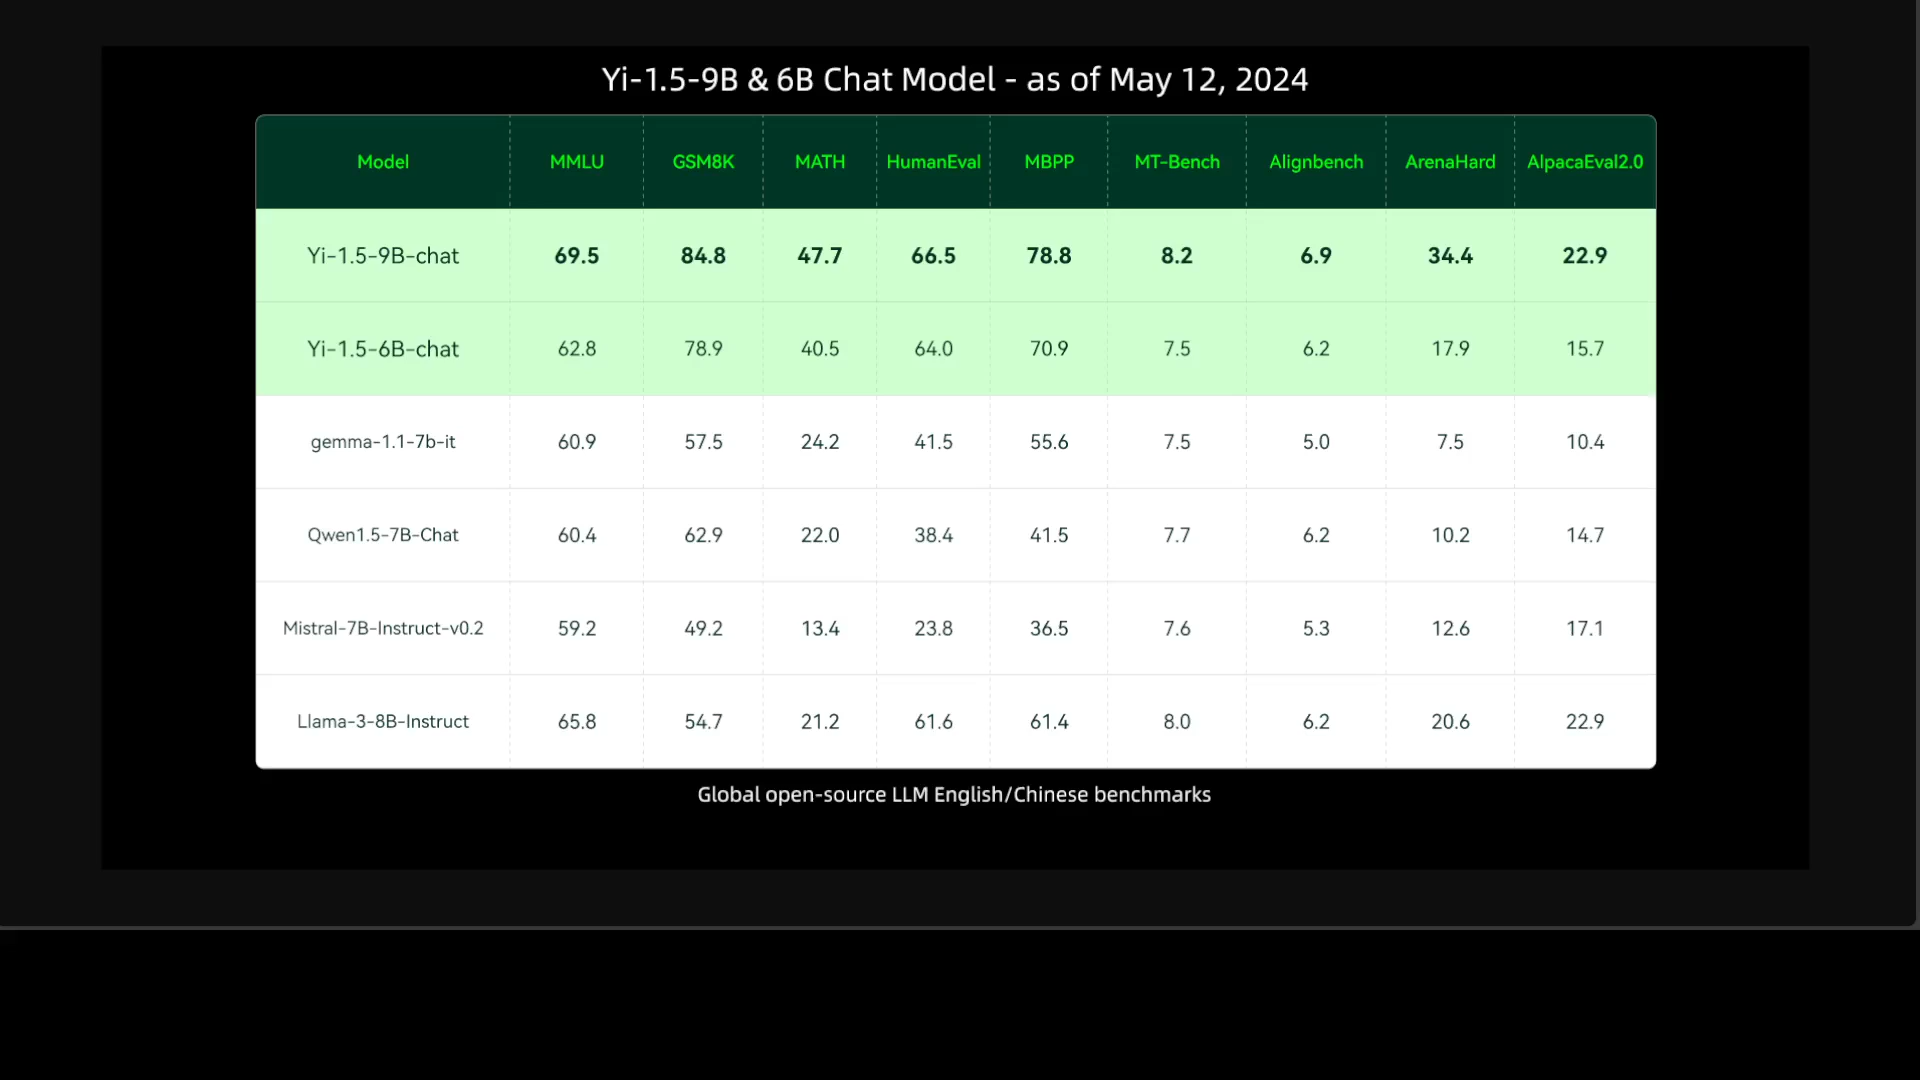 Yi-1.5-9B & 6B Chat Model - as of May 12, 2024
Model MMLU GSM8K MATH HumanEval MBPP MT-Bench Alignbench ArenaHard AlpacaEval2.0
Yi-1.5-9B-chat 69.5 84.8 47.7 66.5 78.8 8.2 6.9 34.4 22.9
Yi-1.5-6B-chat 62.8 78.9 40.5 64.0 70.9 7.5 6.2 17.9 15.7
gemma-1.1-7b-it 60.9 57.5 24.2 41.5 55.6 7.5 5.0 7.5 10.4
Qwen1.5-7B-Chat 60.4 62.9 22.0 38.4 41.5 7.7 6.2 10.2 14.7
Mistral-7B-Instruct-v0.2 59.2 49.2 13.4 23.8 36.5 7.6 5.3 12.6 17.1
Llama-3-8B-Instruct 65.8 54.7 21.2 61.6 61.4 8.0 6.2 20.6 22.9
Global open-source LLM English/Chinese benchmarks